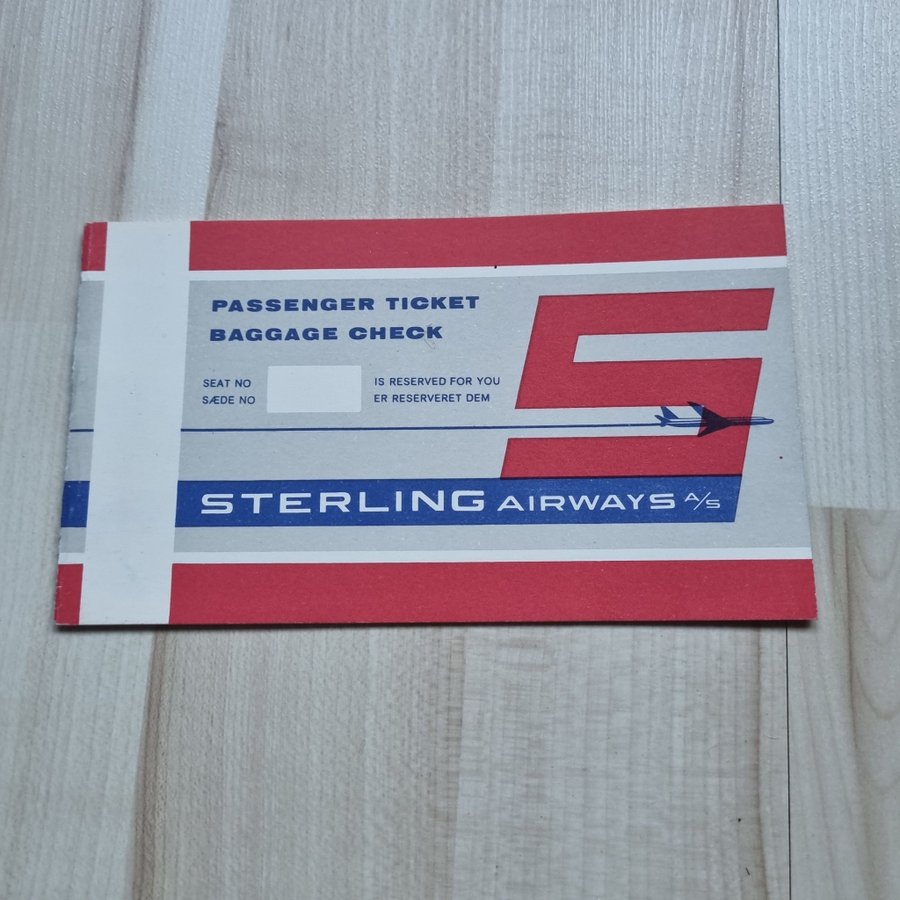 PASSENGER TICKET
BAGGAGE CHECK
SEAT NO IS RESERVED FOR YOU
SÆDE NO ER RESERVERET DEM
S
STERLING AIRWAYS A/S